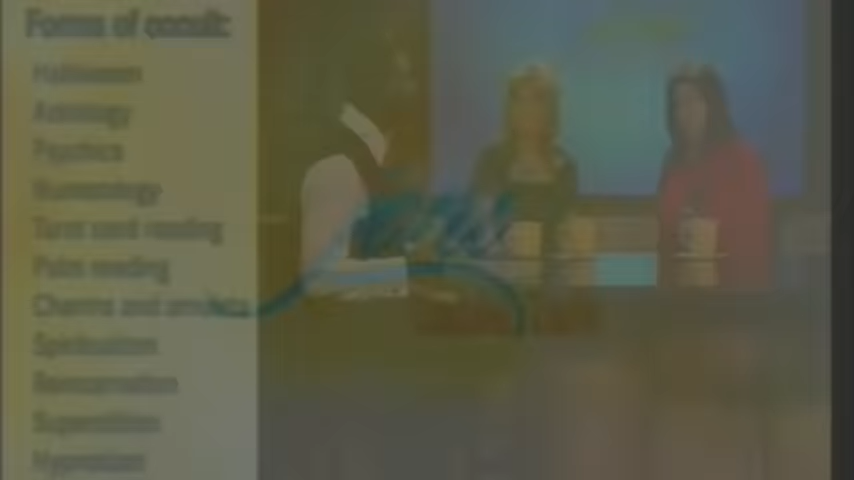 Forms of occult:
Halloween
Astrology
Psychics
Numerology
Tarot card reading
Palm reading
Charms and amulets
Spiritualism
Reincarnation
Superstition
Hypnotism